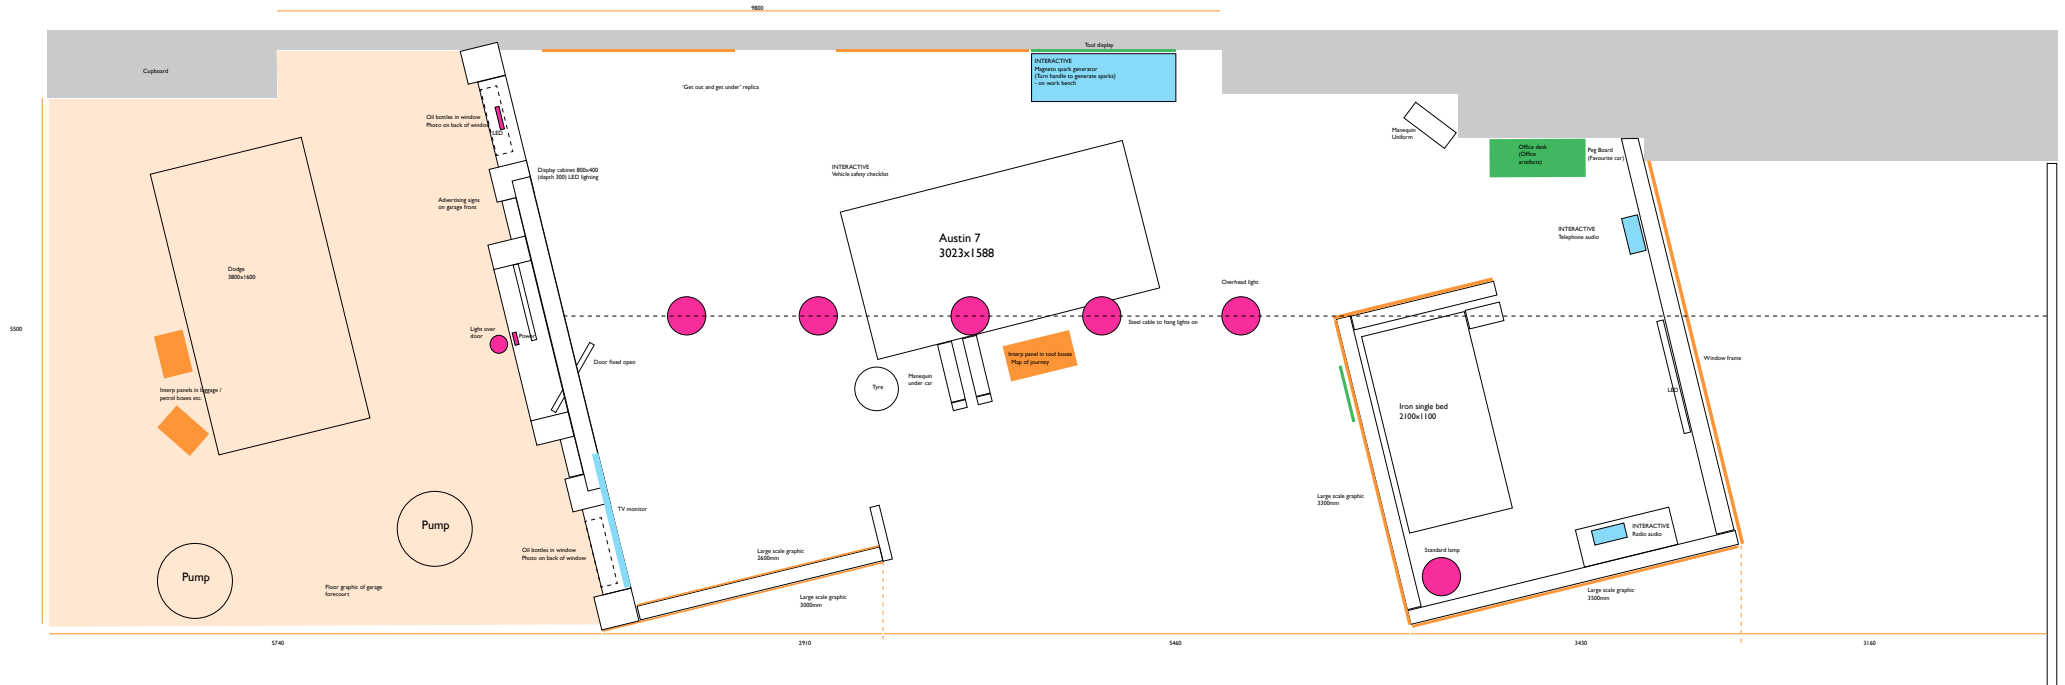 9800
Cupboard
Tool display
INTERACTIVE
Magneto spark generator
(Turn handle to generate sparks)
- on work bench
'Get out and get under' replica
Oil bottles in window
Photo on back of window
LED
Manequin
Uniform
Office desk
(Office
artefacts)
Peg Board
(Favourite car)
Display cabinet 800x400
(depth 300) LED lighting
INTERACTIVE
Vehicle safety checklist
Advertising signs
on garage front
INTERACTIVE
Telephone audio
Austin 7
3023x1588
Dodge
3800x1600
Overhead light
5500
Light over
door
Power
Steel cable to hang lights on
Door fixed open
Interp panel in tool boxes
Map of journey
Window frame
Manequin
under car
Tyre
Interp panels in luggage /
petrol boxes etc.
LED
Iron single bed
2100x1100
Large scale graphic
3300mm
TV monitor
Pump
INTERACTIVE
Radio audio
Oil bottles in window
Photo on back of window
Large scale graphic
2600mm
Standard lamp
Pump
Floor graphic of garage
forecourt
Large scale graphic
3000mm
Large scale graphic
3500mm
5740
2910
5460
3430
3160